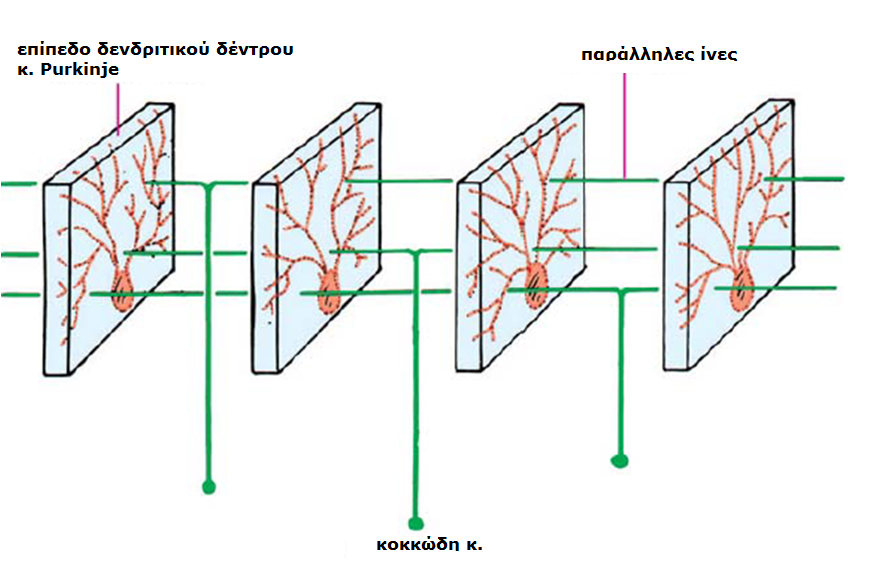 επίπεδο δενδριτικού δέντρου
κ. Purkinje
παράλληλες ίνες
κοκκώδη κ.